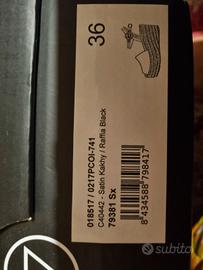 36
018517 / 0217PCOI-741
C40442 - Satin Kakhy / Raffia Black
79381 Sx
8 434588 798417
subito